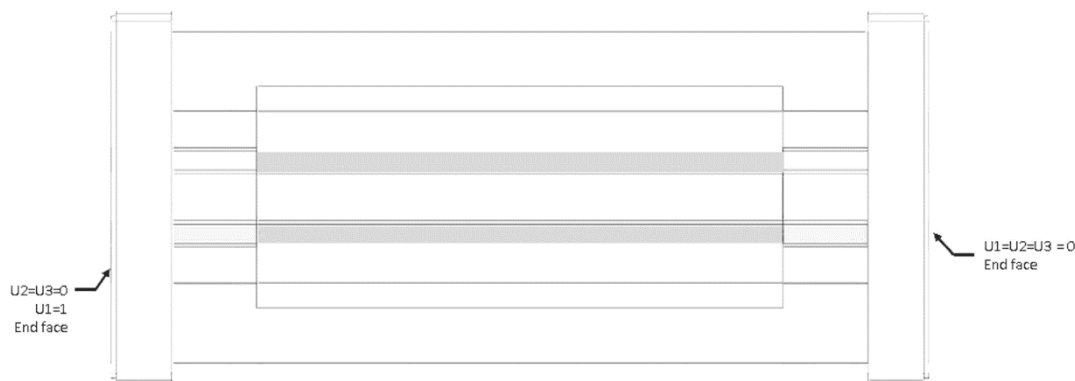 U2=U3=0
U1=1
End face
U1=U2=U3 = 0
End face